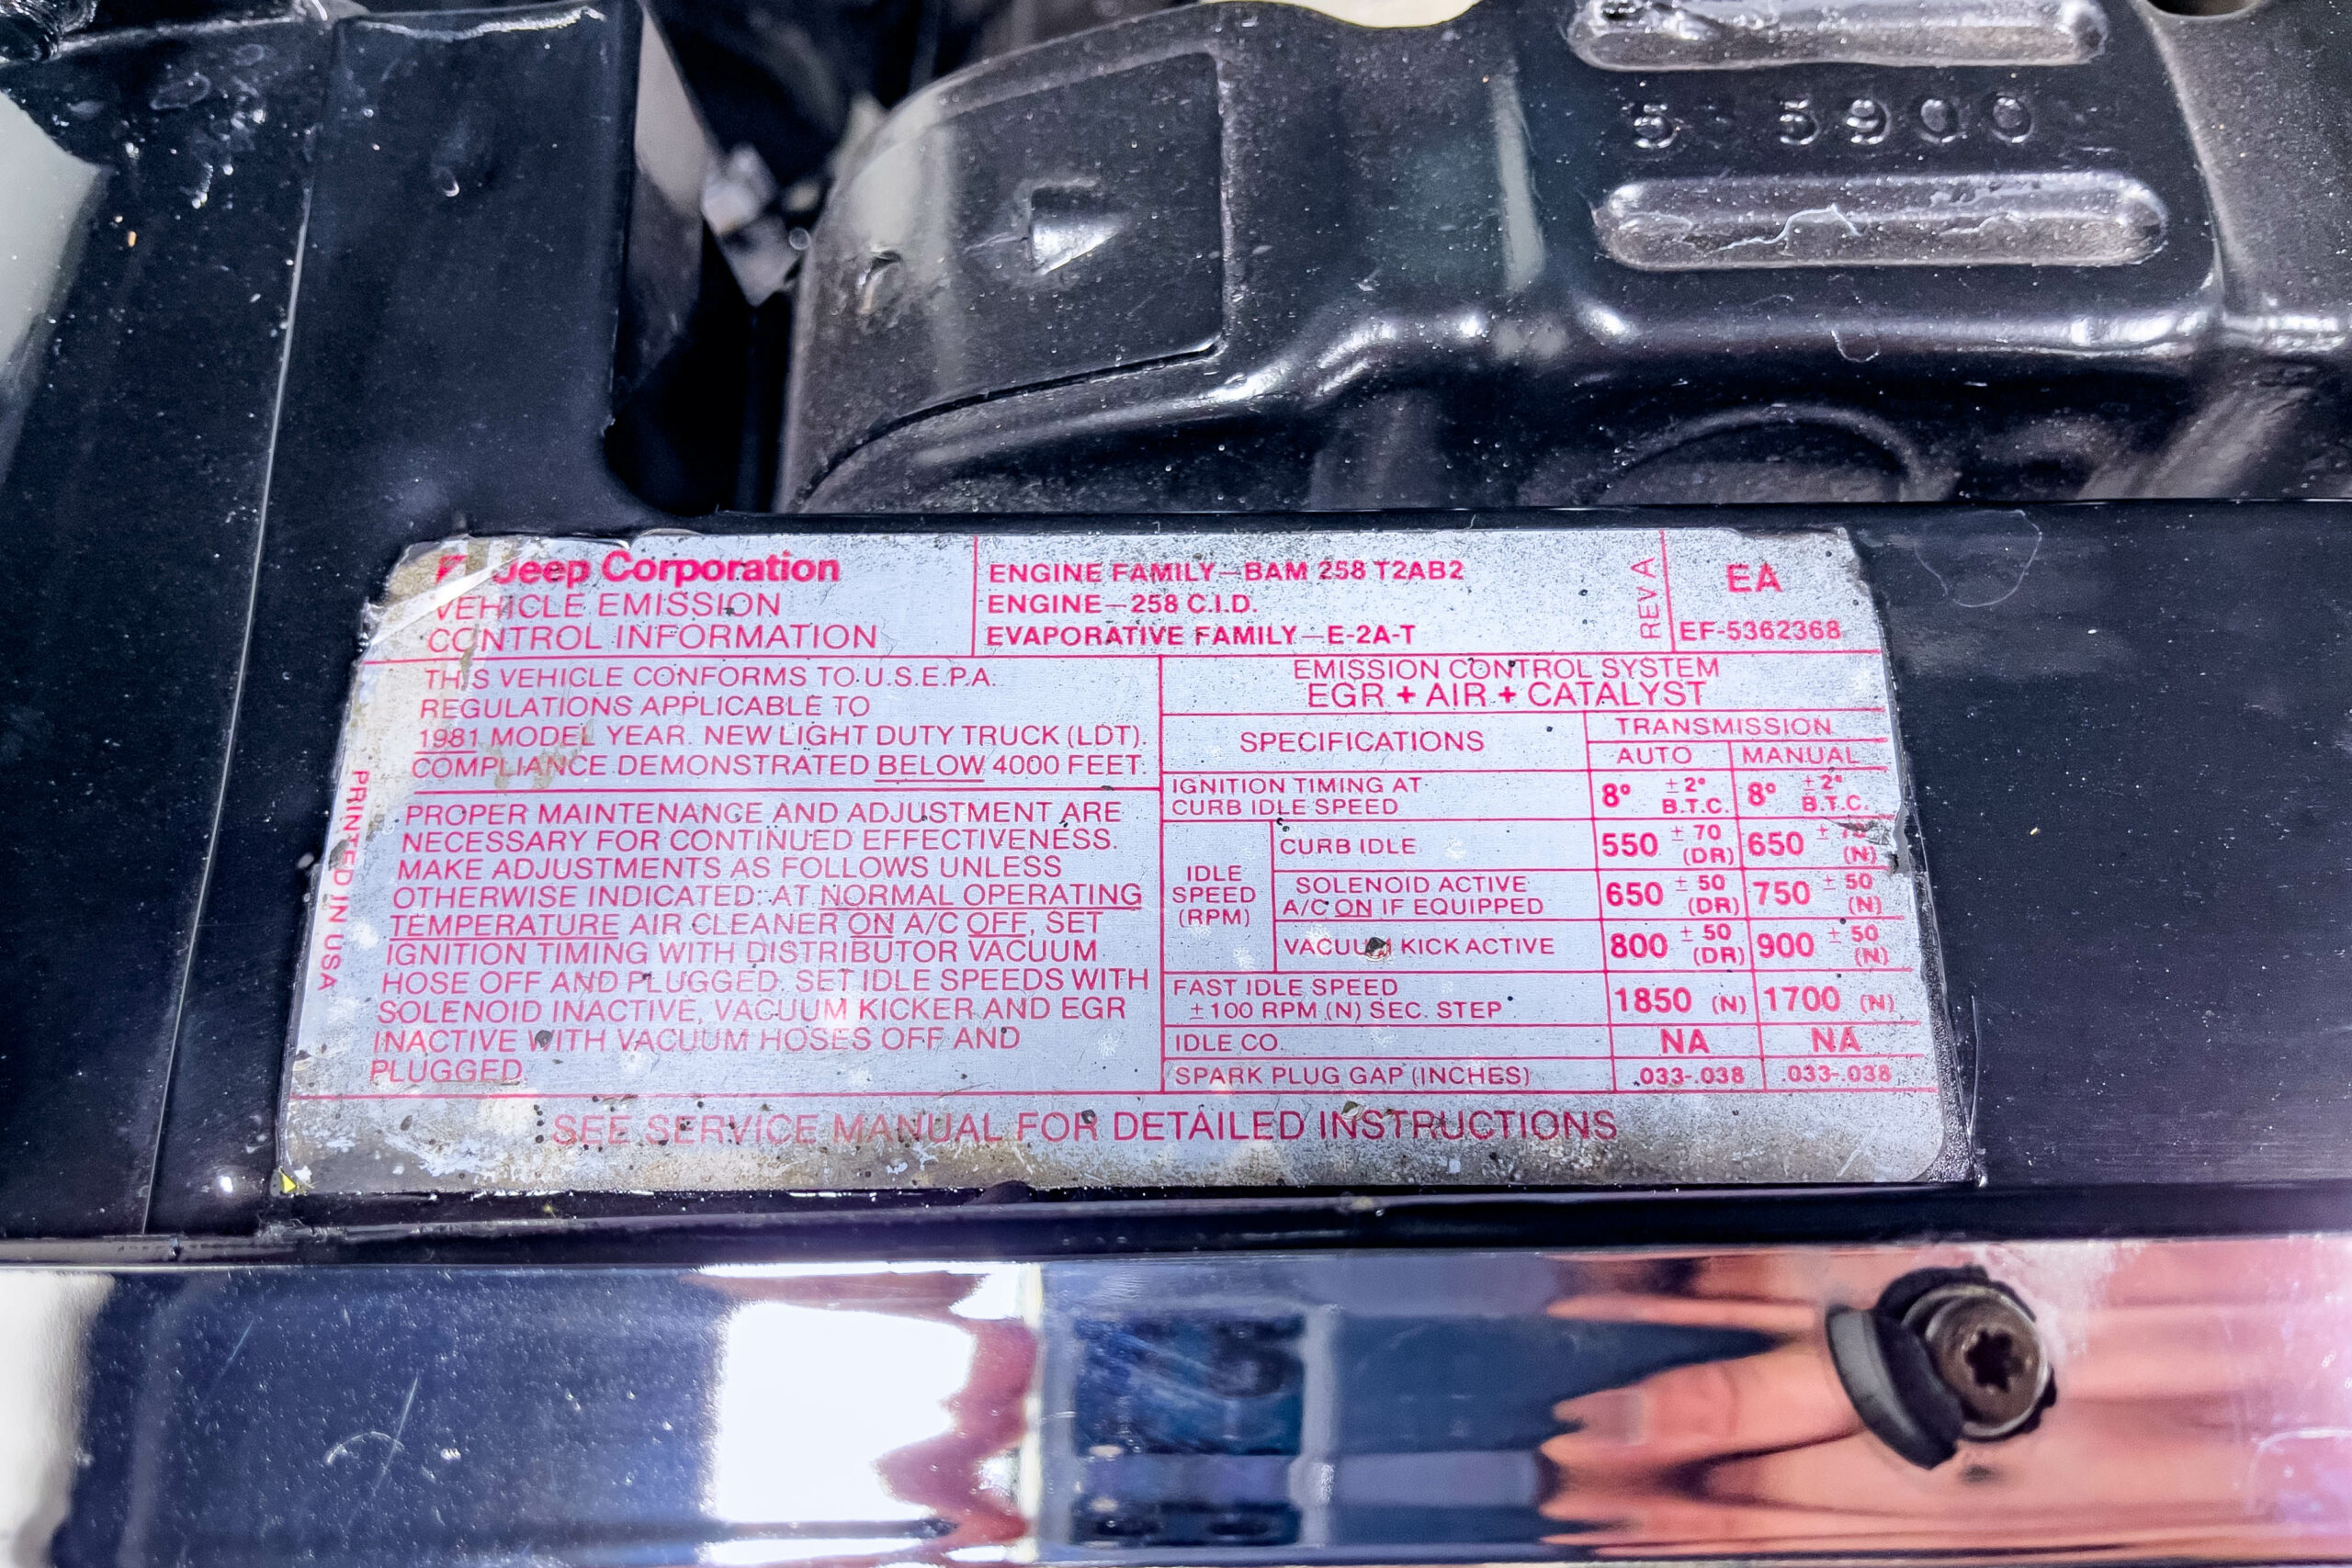 5 5900
Jeep Corporation
VEHICLE EMISSION
CONTROL INFORMATION
ENGINE FAMILY—BAM 258 T2AB2
ENGINE—258 C.I.D.
EVAPORATIVE FAMILY—E-2A-T
REV A
EA
EF-5362368
THIS VEHICLE CONFORMS TO U.S.E.P.A.
REGULATIONS APPLICABLE TO
1981 MODEL YEAR. NEW LIGHT DUTY TRUCK (LDT).
COMPLIANCE DEMONSTRATED BELOW 4000 FEET.
PROPER MAINTENANCE AND ADJUSTMENT ARE
NECESSARY FOR CONTINUED EFFECTIVENESS.
MAKE ADJUSTMENTS AS FOLLOWS UNLESS
OTHERWISE INDICATED: AT NORMAL OPERATING
TEMPERATURE AIR CLEANER ON A/C OFF, SET
IGNITION TIMING WITH DISTRIBUTOR VACUUM
HOSE OFF AND PLUGGED. SET IDLE SPEEDS WITH
SOLENOID INACTIVE, VACUUM KICKER AND EGR
INACTIVE WITH VACUUM HOSES OFF AND
PLUGGED
PRINTED IN USA
EMISSION CONTROL SYSTEM
EGR + AIR + CATALYST
SPECIFICATIONS
TRANSMISSION
AUTO MANUAL
IGNITION TIMING AT
CURB IDLE SPEED
8° ±2° B.T.C. 8° ±2° B.T.C.
IDLE
SPEED
(RPM)
CURB IDLE 550 ±70 (DR) 650 ±70 (N)
SOLENOID ACTIVE
A/C ON IF EQUIPPED
650 ±50 (DR) 750 ±50 (N)
VACUUM KICK ACTIVE 800 ±50 (DR) 900 ±50 (N)
FAST IDLE SPEED
±100 RPM (N) SEC. STEP
1850 (N) 1700 (N)
IDLE CO. NA NA
SPARK PLUG GAP (INCHES) .033-.038 .033-.038
SEE SERVICE MANUAL FOR DETAILED INSTRUCTIONS